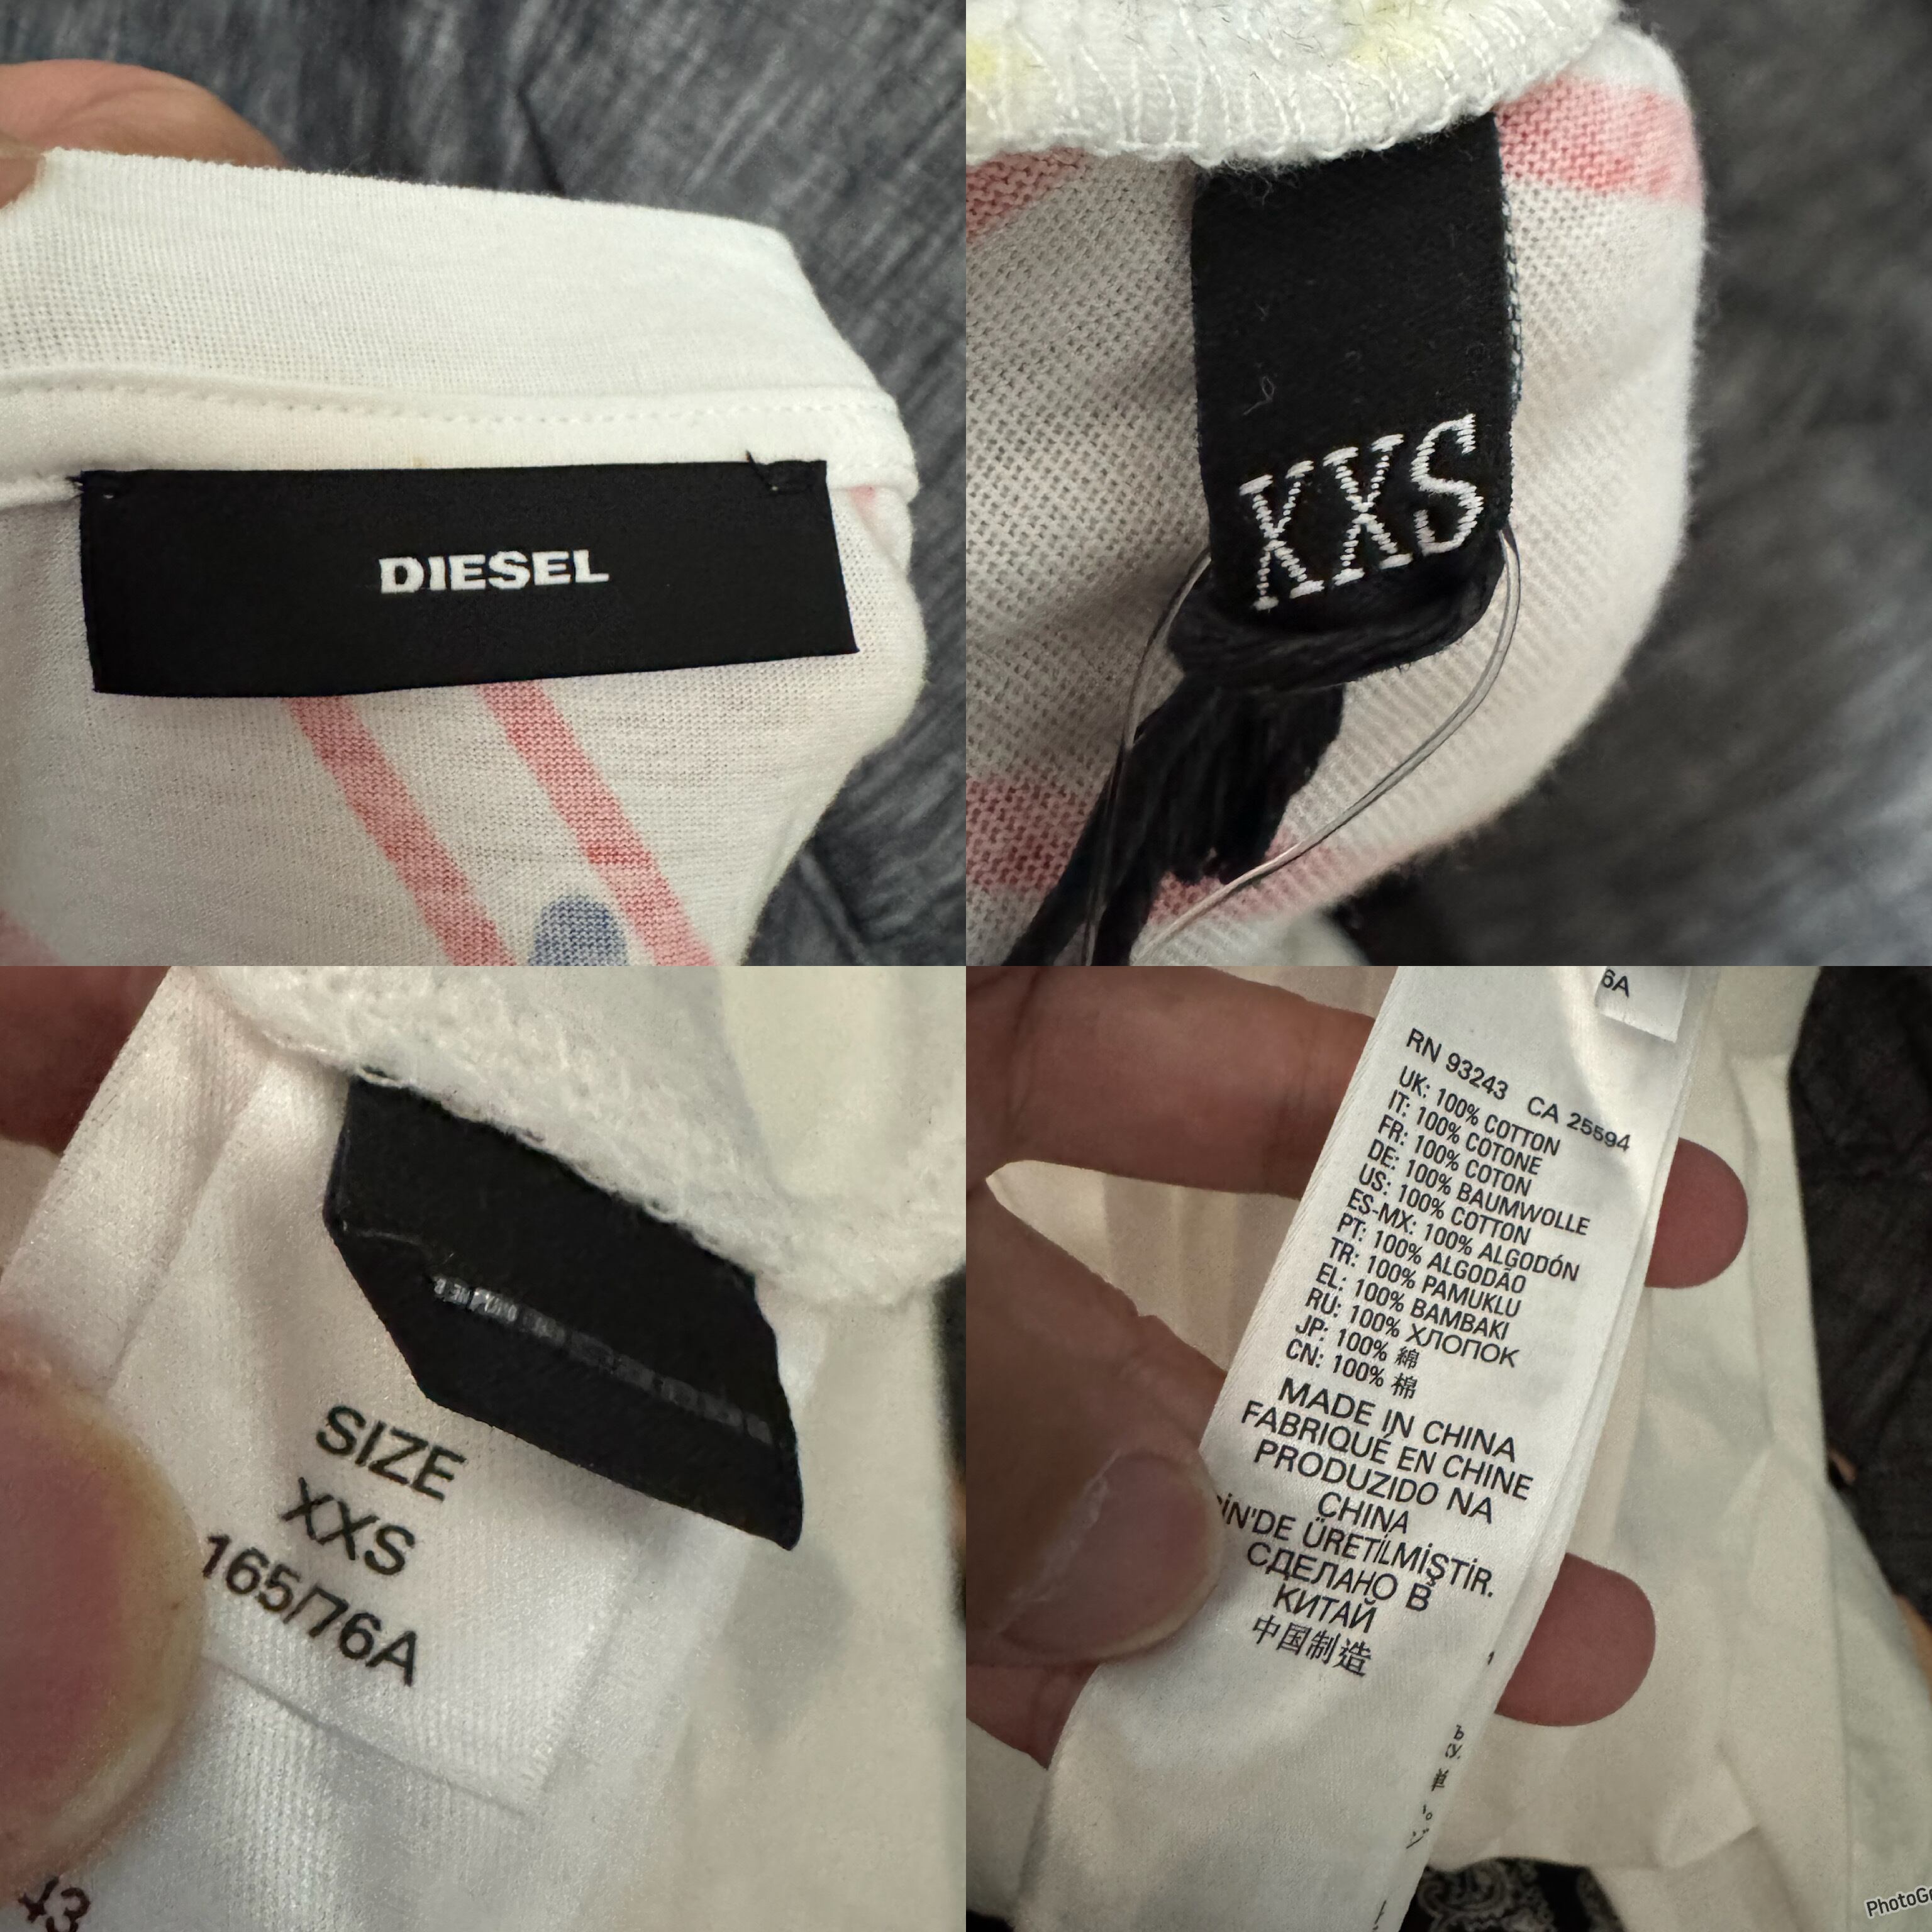 DIESEL
XXS
SIZE
XXS
165/76A
43
6A
RN 93243 CA 25594
UK: 100% COTTON
IT: 100% COTONE
FR: 100% COTON
DE: 100% BAUMWOLLE
US: 100% COTTON
ES-MX: 100% ALGODÓN
PT: 100% ALGODÃO
TR: 100% PAMUKLU
EL: 100% BAMBAKI
RU: 100% ХЛОПОК
JP: 100% 綿
CN: 100% 棉
MADE IN CHINA
FABRIQUÉ EN CHINE
PRODUZIDO NA
CHINA
ÜRETİLMİŞTİR.
СДЕЛАНО В
КИТАЙ
中国制造